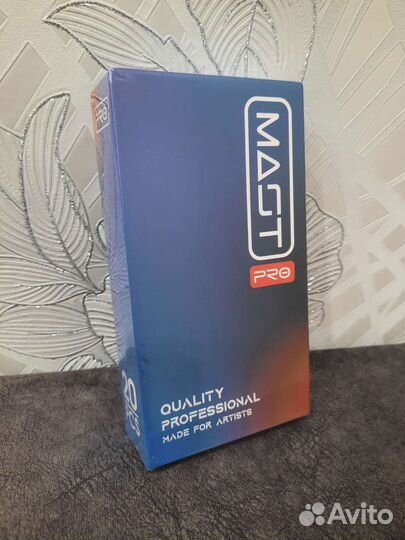 PRO
MAST
PRO
20
PCS
QUALITY
PROFESSIONAL
MADE FOR ARTISTS
Avito